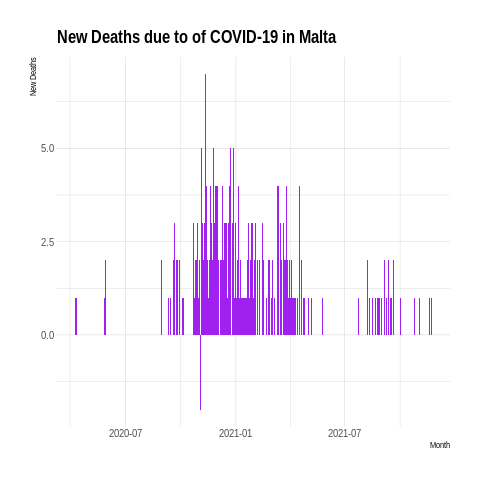 New Deaths due to of COVID-19 in Malta
New Deaths
5.0
2.5
0.0
2020-07 2021-01 2021-07
Month